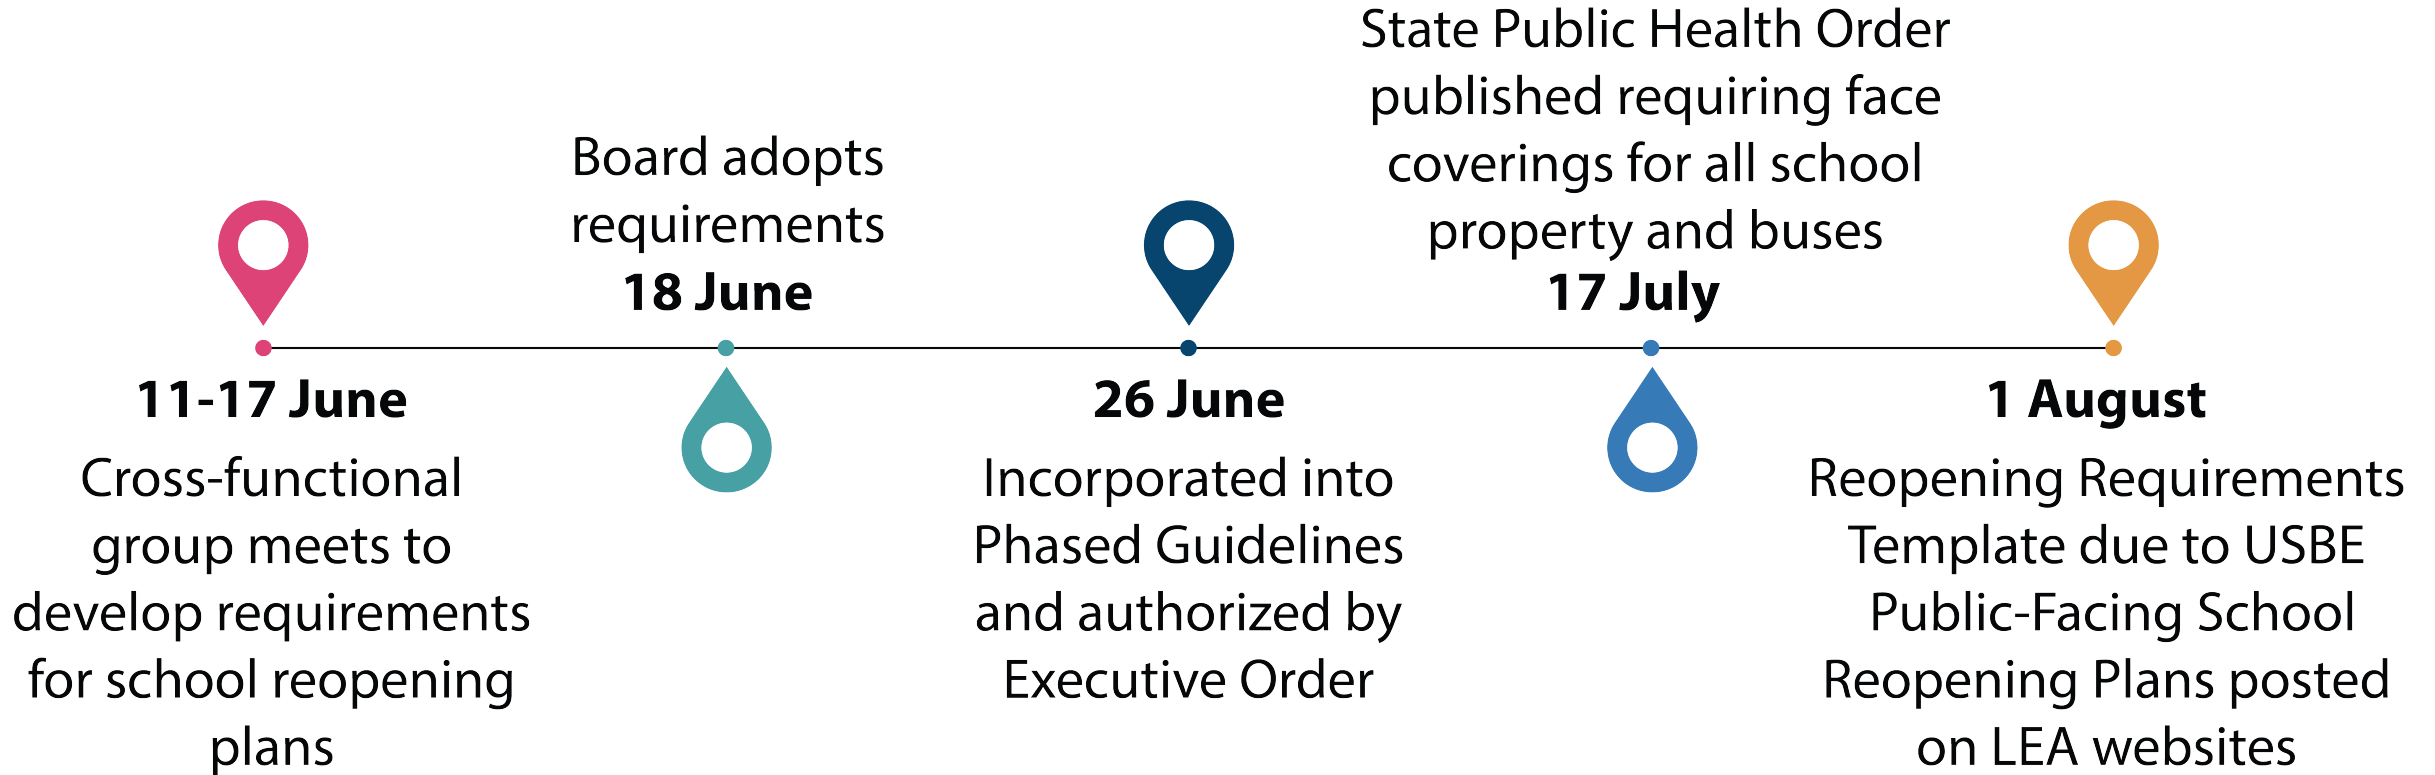 11-17 June
Cross-functional
group meets to
develop requirements
for school reopening
plans
Board adopts
requirements
18 June
26 June
Incorporated into
Phased Guidelines
and authorized by
Executive Order
State Public Health Order
published requiring face
coverings for all school
property and buses
17 July
1 August
Reopening Requirements
Template due to USBE
Public-Facing School
Reopening Plans posted
on LEA websites